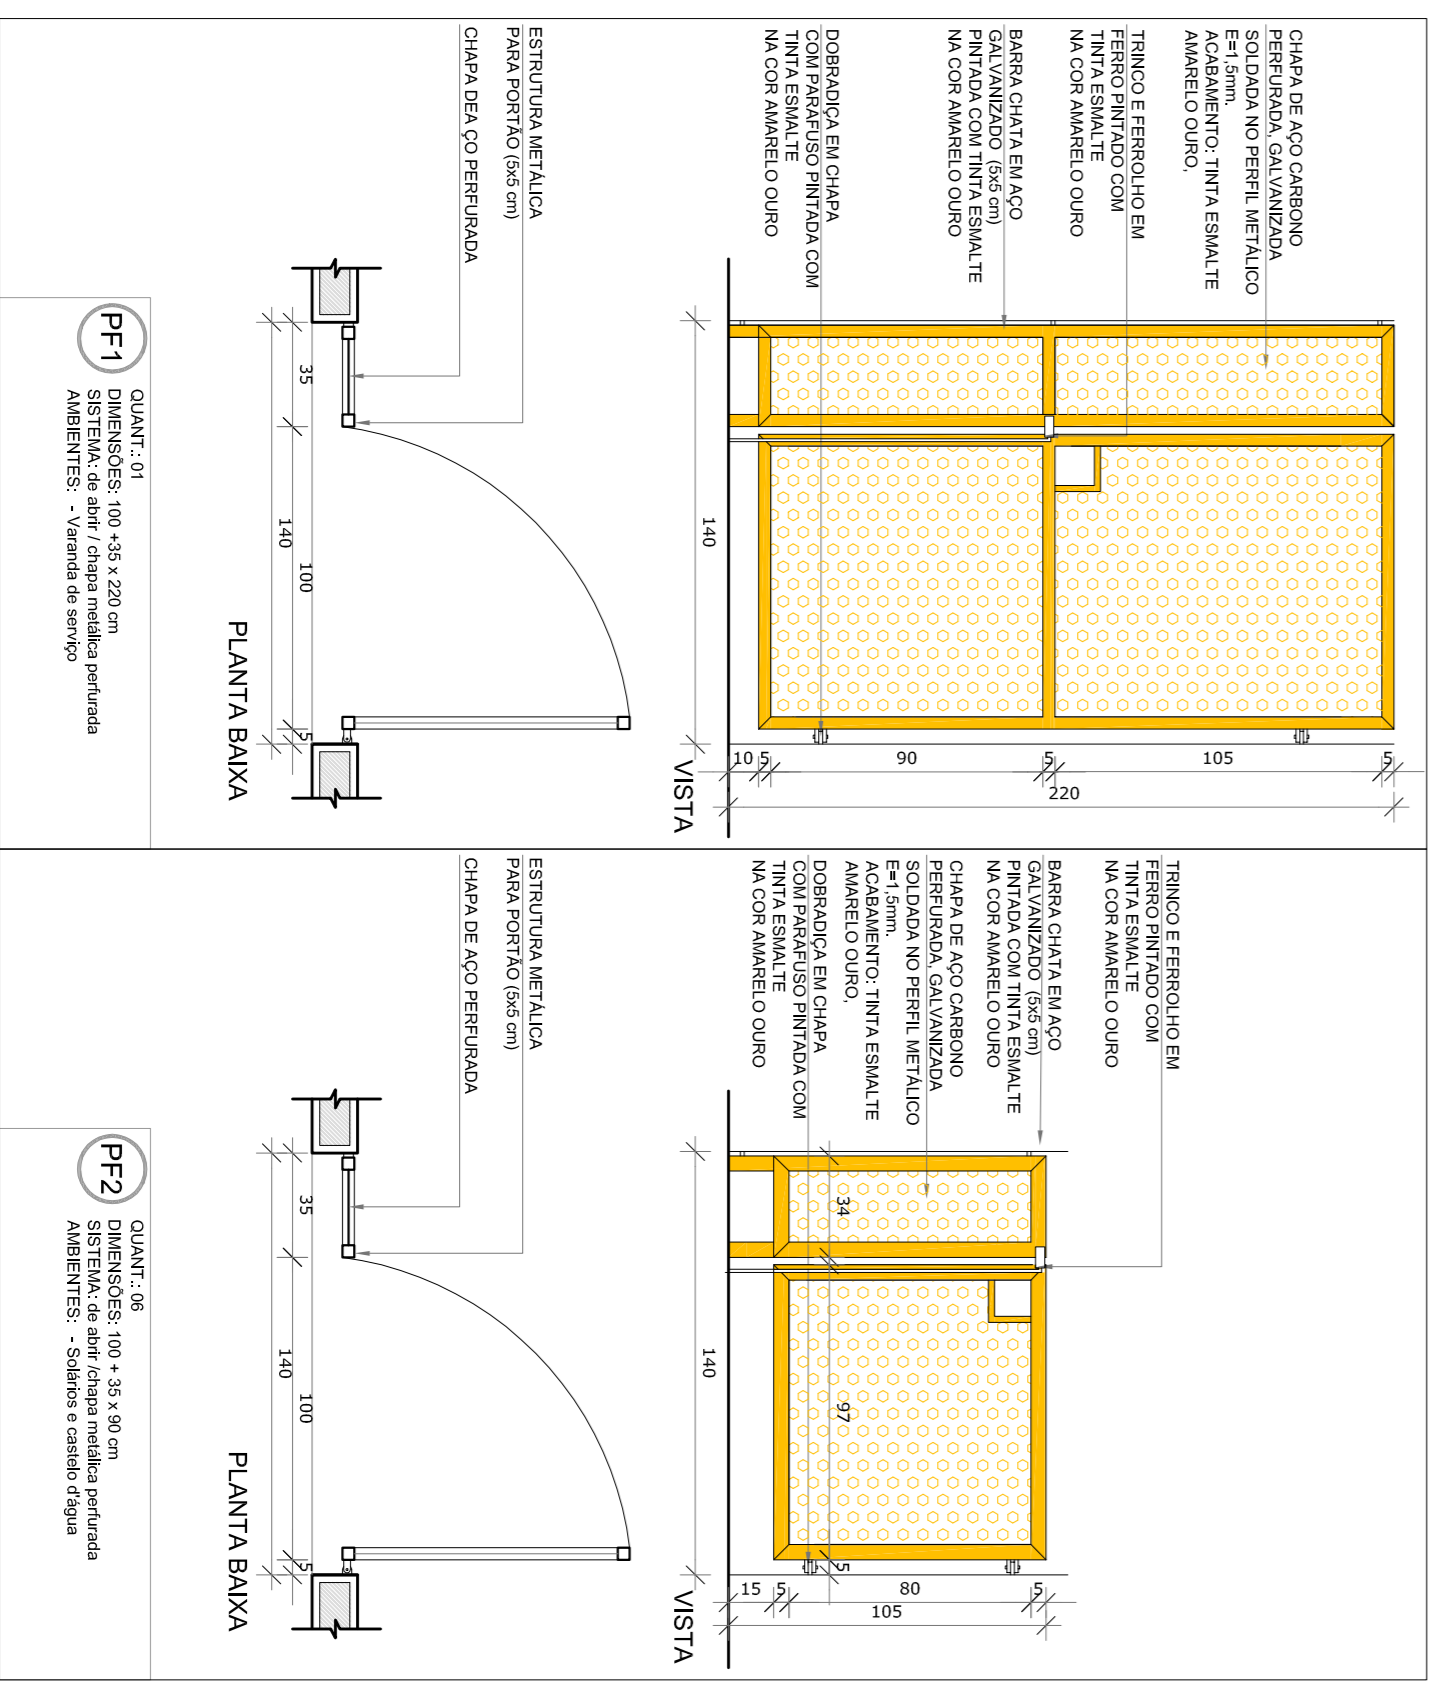 CHAPA DE AÇO CARBONO
PERFURADA, GALVANIZADA
SOLDADA NO PERFIL METÁLICO
E=1,5mm.
ACABAMENTO: TINTA ESMALTE
AMARELO OURO,
TRINCO E FERROLHO EM
FERRO PINTADO COM
TINTA ESMALTE
NA COR AMARELO OURO
BARRA CHATA EM AÇO
GALVANIZADO (5x5 cm)
PINTADA COM TINTA ESMALTE
NA COR AMARELO OURO
DOBRADIÇA EM CHAPA
COM PARAFUSO PINTADA COM
TINTA ESMALTE
NA COR AMARELO OURO
5
105
5
90
5
10
220
140
VISTA
ESTRUTURA METÁLICA
PARA PORTÃO (5x5 cm)
CHAPA DEA ÇO PERFURADA
35
100
5
140
PLANTA BAIXA
PF1
QUANT.: 01
DIMENSÕES: 100 +35 x 220 cm
SISTEMA: de abrir / chapa metálica perfurada
AMBIENTES: - Varanda de serviço
TRINCO E FERROLHO EM
FERRO PINTADO COM
TINTA ESMALTE
NA COR AMARELO OURO
BARRA CHATA EM AÇO
GALVANIZADO (5x5 cm)
PINTADA COM TINTA ESMALTE
NA COR AMARELO OURO
CHAPA DE AÇO CARBONO
PERFURADA, GALVANIZADA
SOLDADA NO PERFIL METÁLICO
E=1,5mm.
ACABAMENTO: TINTA ESMALTE
AMARELO OURO,
DOBRADIÇA EM CHAPA
COM PARAFUSO PINTADA COM
TINTA ESMALTE
NA COR AMARELO OURO
34
97
5
5
80
5
15
105
140
VISTA
ESTRUTURA METÁLICA
PARA PORTÃO (5x5 cm)
CHAPA DE AÇO PERFURADA
35
100
5
140
PLANTA BAIXA
PF2
QUANT.: 06
DIMENSÕES: 100 + 35 x 90 cm
SISTEMA: de abrir /chapa metálica perfurada
AMBIENTES: - Solários e castelo d'água